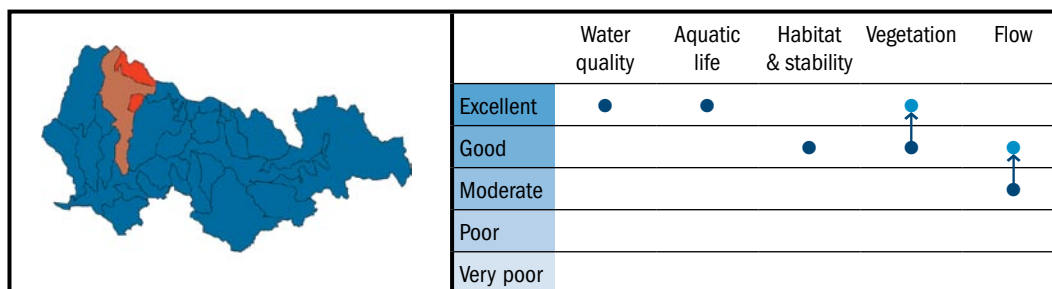 Water quality
Aquatic life
Habitat & stability
Vegetation
Flow
Excellent
Good
Moderate
Poor
Very poor